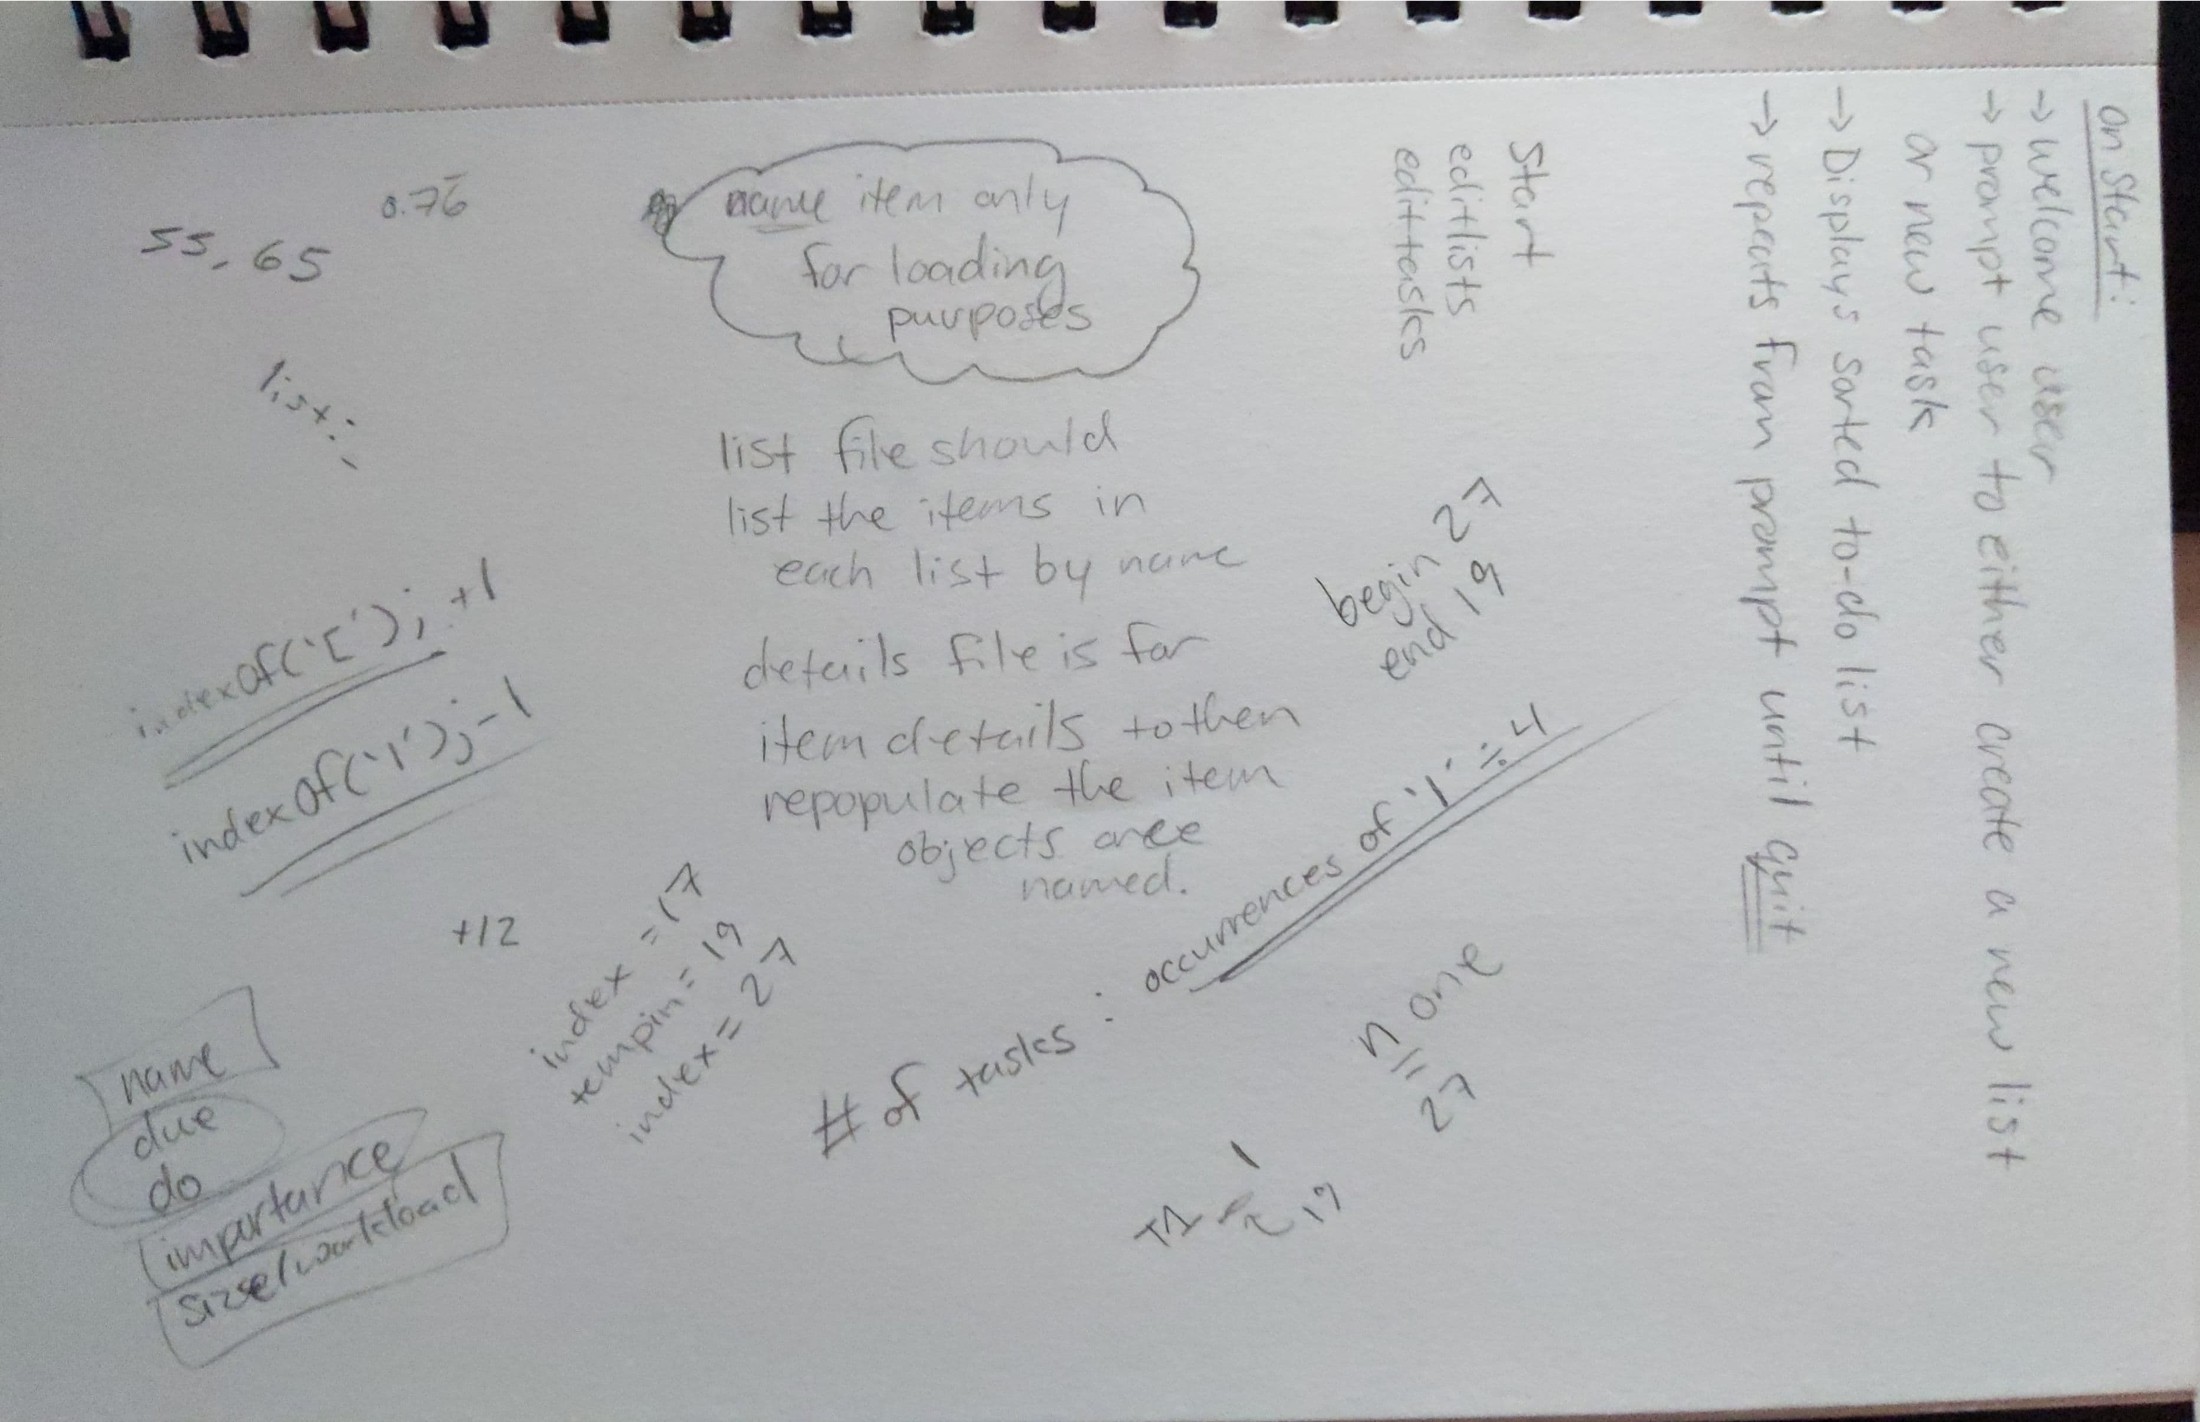 on Start:
→ welcome user
→ prompt user to either create a new list
or new task
→ Displays sorted to-do list
→ repeats from prompt until quit
Start
editlists
edittasks
name item only
for loading
purposes
list file should
list the items in
each list by name
details file is for
item details to then
repopulate the item
objects once
named.
0.76
55, 65
list:
indexOf('['); +1
indexOf('|'); -1
+12
name
due
do
importance
size/workload
index = 17
tempin = 19
index = 27
begin 27
end 19
# of tasks : occurrences of '|' ÷ 4
n one
=
27
19